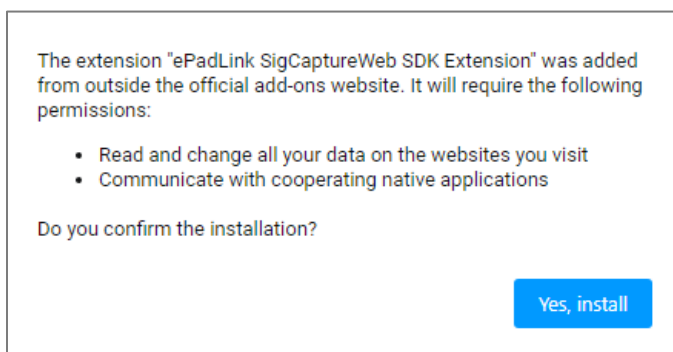 The extension "ePadLink SigCaptureWeb SDK Extension" was added
from outside the official add-ons website. It will require the following
permissions:
• Read and change all your data on the websites you visit
• Communicate with cooperating native applications
Do you confirm the installation?
Yes, install